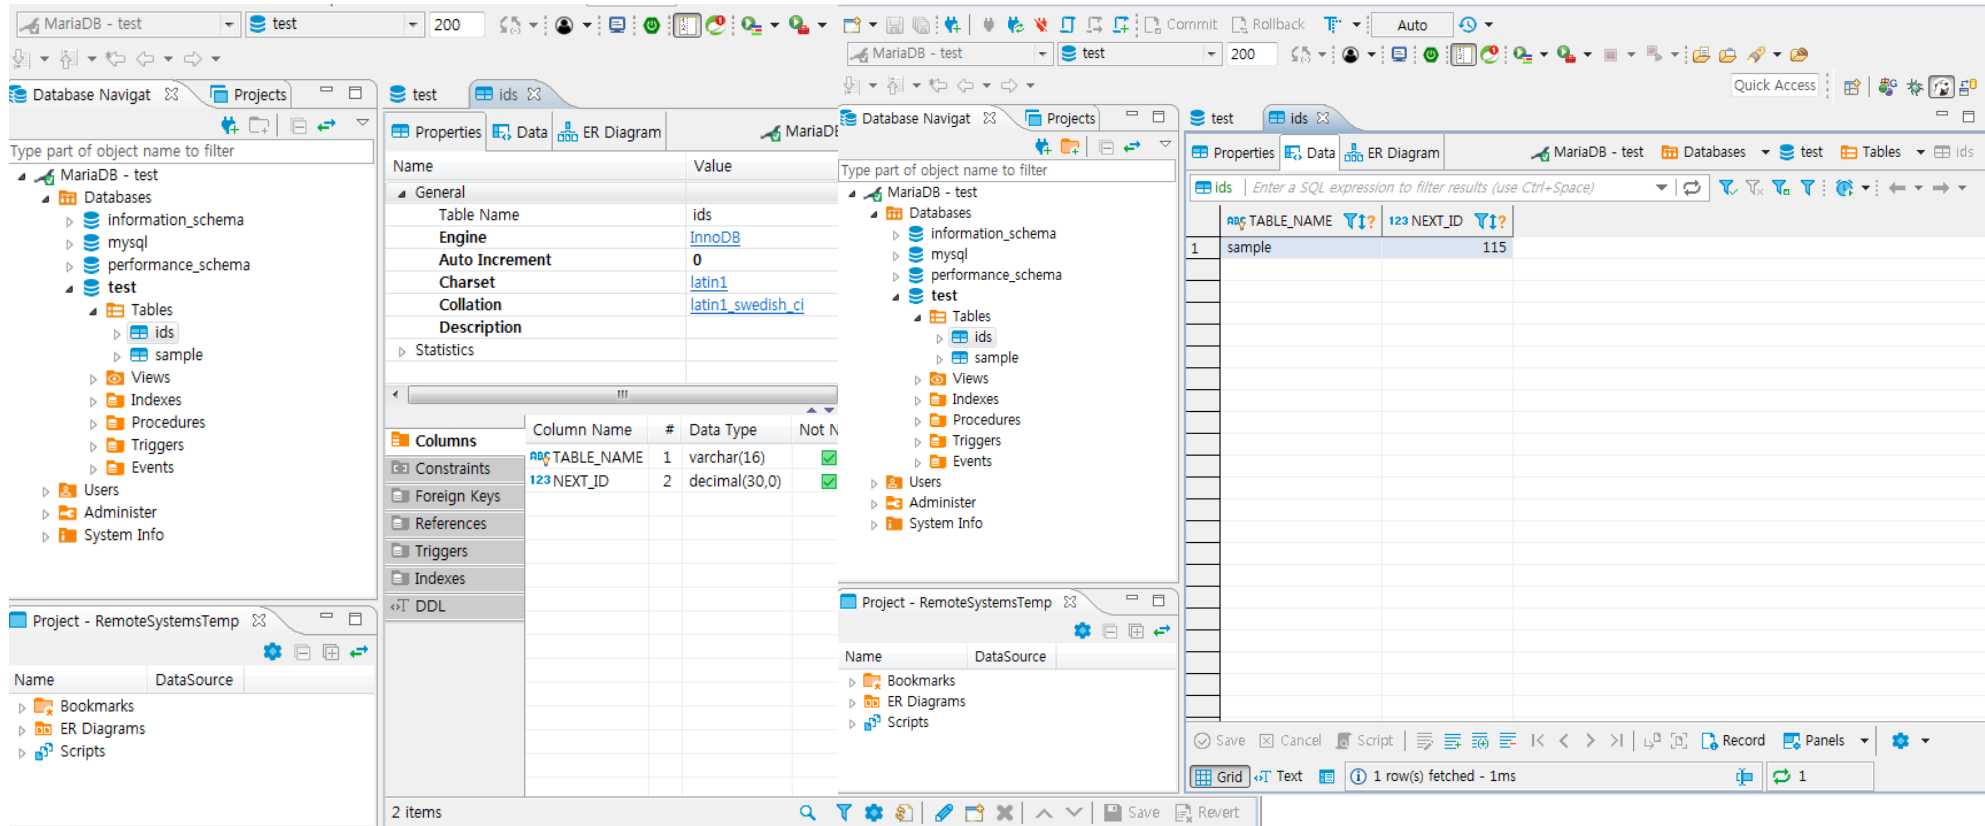 MariaDB - test
test
200
Database Navigat
Projects
Type part of object name to filter
MariaDB - test
Databases
information_schema
mysql
performance_schema
test
Tables
ids
sample
Views
Indexes
Procedures
Triggers
Events
Users
Administer
System Info
Project - RemoteSystemsTemp
Name DataSource
Bookmarks
ER Diagrams
Scripts
test ids
Properties Data ER Diagram MariaDB
Name Value
General
Table Name ids
Engine InnoDB
Auto Increment 0
Charset latin1
Collation latin1_swedish_ci
Description
Statistics
Columns
Constraints
Foreign Keys
References
Triggers
Indexes
DDL
Column Name # Data Type Not N
ABC TABLE_NAME 1 varchar(16)
123 NEXT_ID 2 decimal(30,0)
2 items
Save Revert
Commit Rollback Auto
MariaDB - test test 200
Quick Access
Database Navigat Projects
Type part of object name to filter
MariaDB - test
Databases
information_schema
mysql
performance_schema
test
Tables
ids
sample
Views
Indexes
Procedures
Triggers
Events
Users
Administer
System Info
Project - RemoteSystemsTemp
Name DataSource
Bookmarks
ER Diagrams
Scripts
test ids
Properties Data ER Diagram MariaDB - test Databases test Tables ids
ids Enter a SQL expression to filter results (use Ctrl+Space)
ABC TABLE_NAME 123 NEXT_ID
1 sample 115
Save Cancel Script Record Panels
Grid Text 1 row(s) fetched - 1ms 1